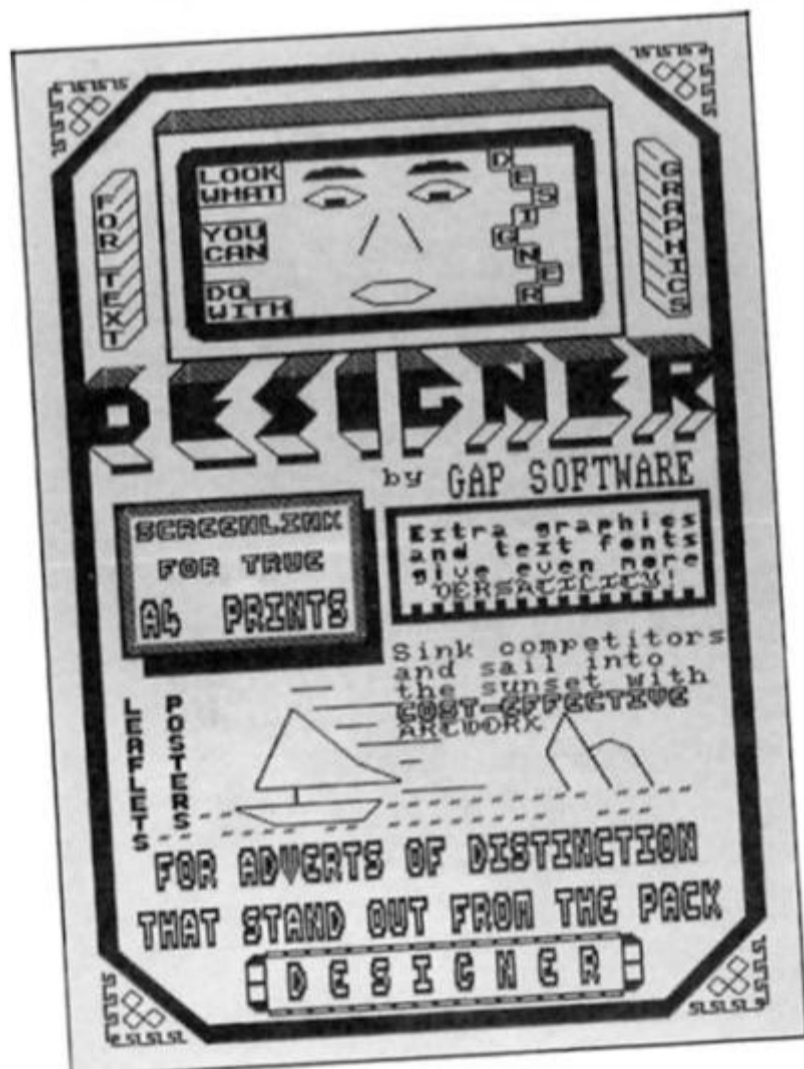 FOR TEXT
LOOK
WHAT
YOU
CAN
DO
WITH
DESIGNER
GRAPHICS
DESIGNER
by GAP SOFTWARE
SCREENLINK
FOR TRUE
A4 PRINTS
Extra graphics
and text fonts
give even more
VERSATILITY!
Sink competitors
and sail into
the sunset with
COST-EFFECTIVE
ARTWORK
LEAFLETS
POSTERS
FOR ADVERTS OF DISTINCTION
THAT STAND OUT FROM THE PACK
DESIGNER